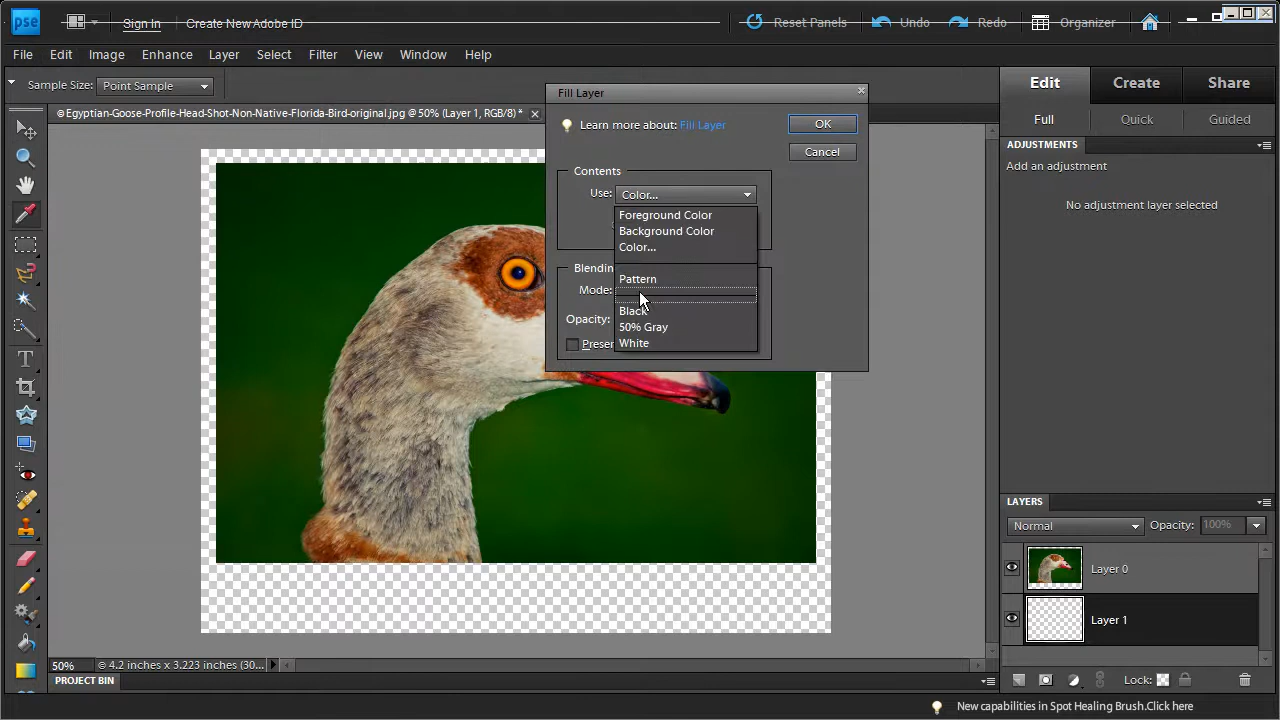 pse Sign In Create New Adobe ID Reset Panels Undo Redo Organizer
File Edit Image Enhance Layer Select Filter View Window Help
Sample Size: Point Sample
Edit Create Share
Full Quick Guided
Egyptian-Goose-Profile-Head-Shot-Non-Native-Florida-Bird-original.jpg @ 50% (Layer 1, RGB/8) *
Fill Layer
Learn more about: Fill Layer
OK
Cancel
Contents
Use: Color...
Foreground Color
Background Color
Color...
Pattern
Black
50% Gray
White
Blendin
Mode:
Opacity:
Preser
ADJUSTMENTS
Add an adjustment
No adjustment layer selected
LAYERS
Normal Opacity: 100%
Layer 0
Layer 1
Lock:
50% 4.2 inches x 3.223 inches (30...
PROJECT BIN
New capabilities in Spot Healing Brush.Click here